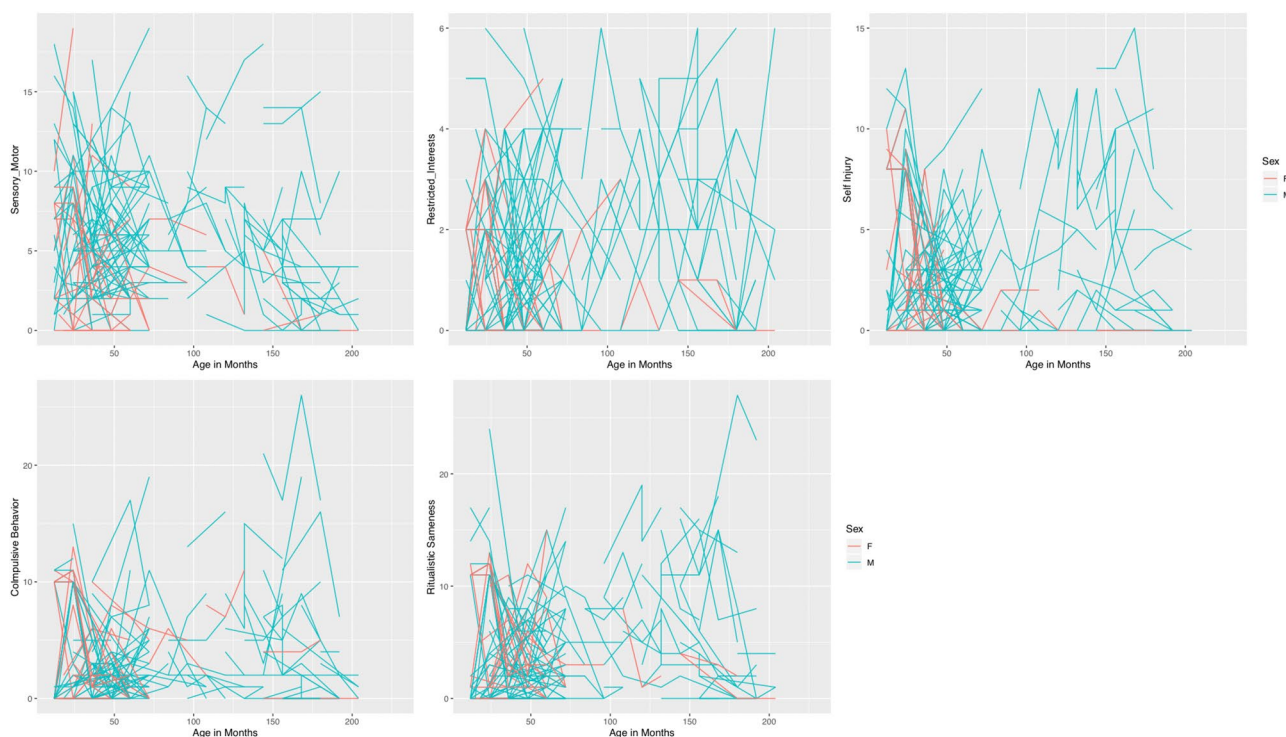 Sensory_Motor
15
10
5
0
50
100
150
200
Age in Months
Restricted_Interests
6
4
2
0
50
100
150
200
Age in Months
Self Injury
15
10
5
0
50
100
150
200
Age in Months
Sex
F
M
Colmpulsive Behavior
20
10
0
50
100
150
200
Age in Months
Ritualistic Sameness
20
10
0
50
100
150
200
Age in Months
Sex
F
M